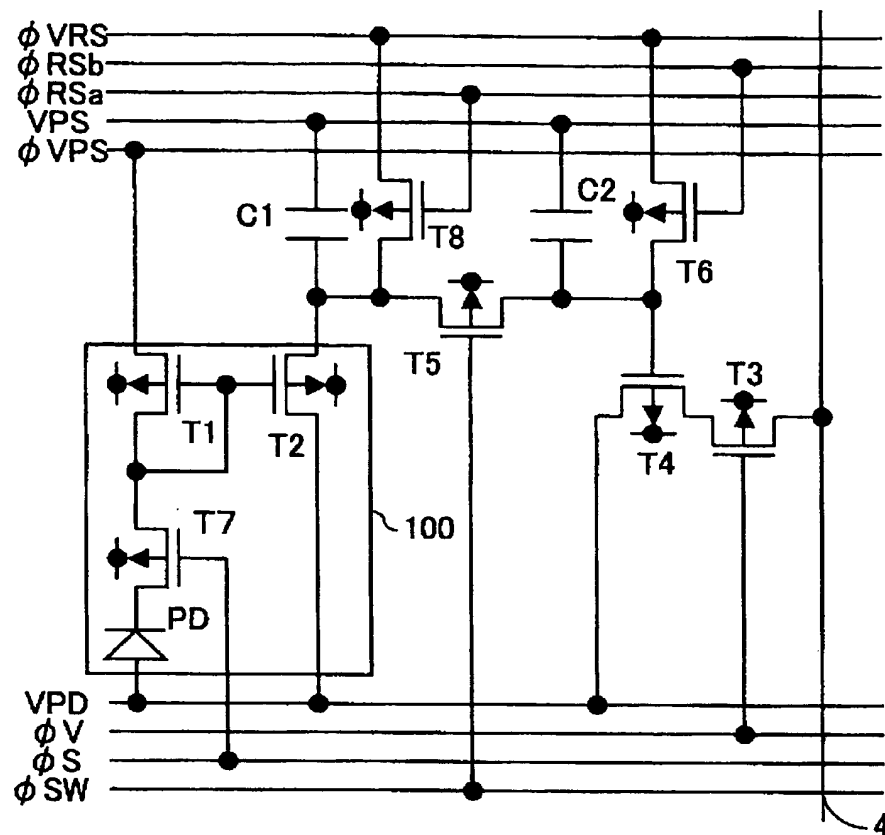 φVRS
φRSb
φRSa
VPS
φVPS
C1
T8
C2
T6
T5
T3
T1
T2
T4
T7
100
PD
VPD
φV
φS
φSW
4